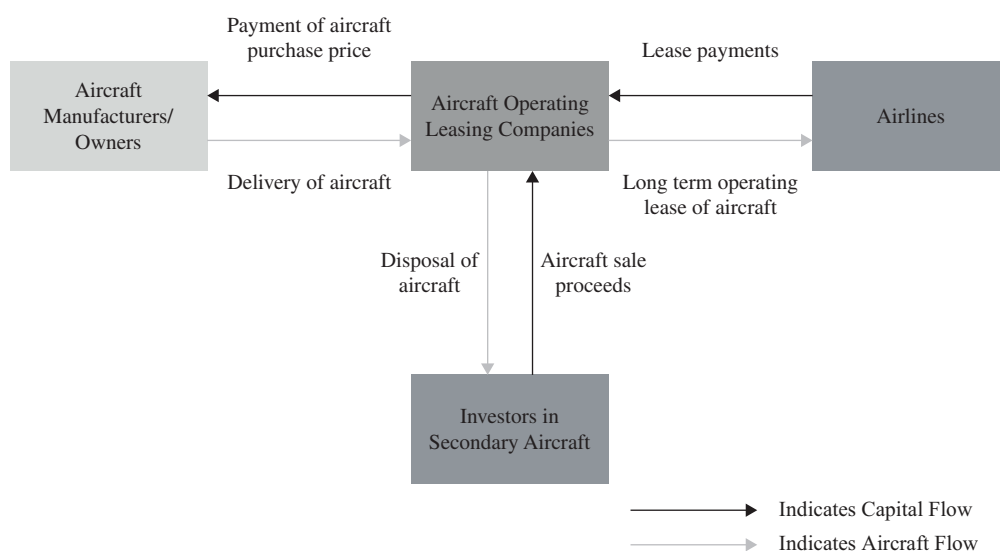 Payment of aircraft
purchase price
Lease payments
Aircraft
Manufacturers/
Owners
Aircraft Operating
Leasing Companies
Airlines
Delivery of aircraft
Long term operating
lease of aircraft
Disposal of
aircraft
Aircraft sale
proceeds
Investors in
Secondary Aircraft
Indicates Capital Flow
Indicates Aircraft Flow